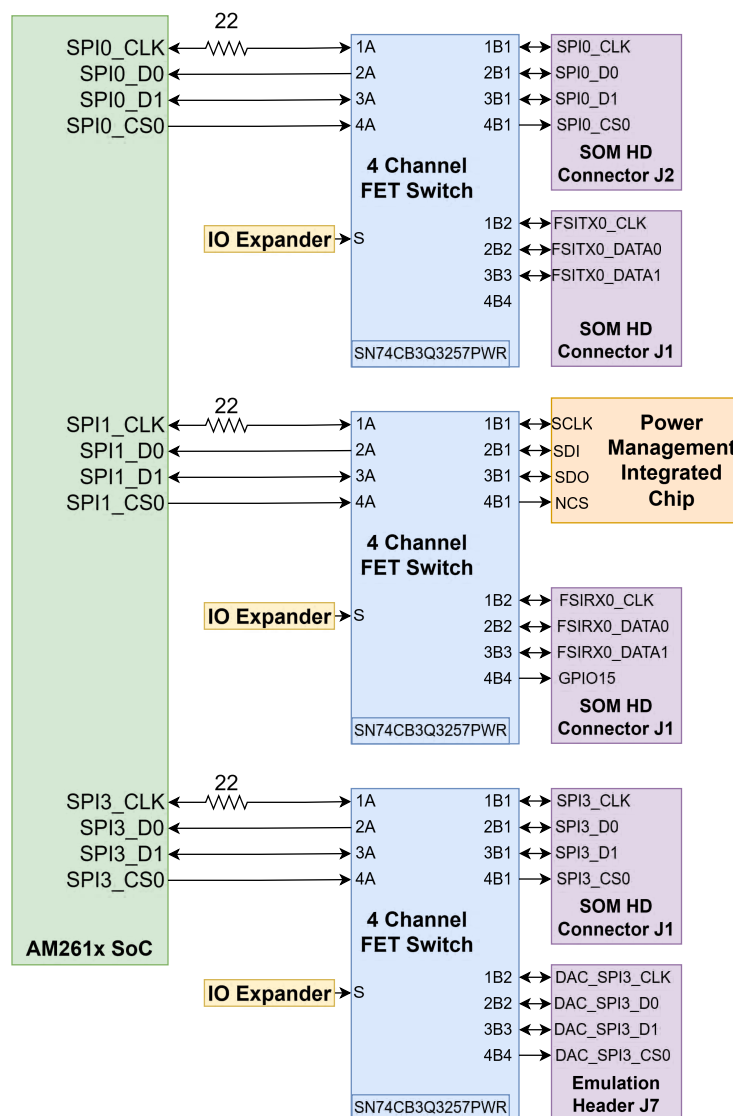 22
SPI0_CLK
SPI0_D0
SPI0_D1
SPI0_CS0
1A
2A
3A
4A
1B1
2B1
3B1
4B1
SPI0_CLK
SPI0_D0
SPI0_D1
SPI0_CS0
SOM HD
Connector J2
4 Channel
FET Switch
IO Expander
S
1B2
2B2
3B3
4B4
FSITX0_CLK
FSITX0_DATA0
FSITX0_DATA1
SOM HD
Connector J1
SN74CB3Q3257PWR
22
SPI1_CLK
SPI1_D0
SPI1_D1
SPI1_CS0
1A
2A
3A
4A
1B1
2B1
3B1
4B1
SCLK
SDI
SDO
NCS
Power
Management
Integrated
Chip
4 Channel
FET Switch
IO Expander
S
1B2
2B2
3B3
4B4
FSIRX0_CLK
FSIRX0_DATA0
FSIRX0_DATA1
GPIO15
SOM HD
Connector J1
SN74CB3Q3257PWR
22
SPI3_CLK
SPI3_D0
SPI3_D1
SPI3_CS0
1A
2A
3A
4A
1B1
2B1
3B1
4B1
SPI3_CLK
SPI3_D0
SPI3_D1
SPI3_CS0
SOM HD
Connector J1
4 Channel
FET Switch
AM261x SoC
IO Expander
S
1B2
2B2
3B3
4B4
DAC_SPI3_CLK
DAC_SPI3_D0
DAC_SPI3_D1
DAC_SPI3_CS0
Emulation
Header J7
SN74CB3Q3257PWR